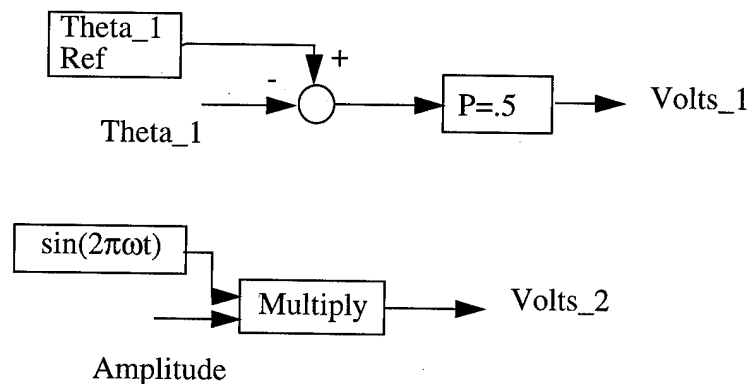 Theta_1
Ref
+
-
Theta_1
P=.5
Volts_1
sin(2πωt)
Multiply
Volts_2
Amplitude